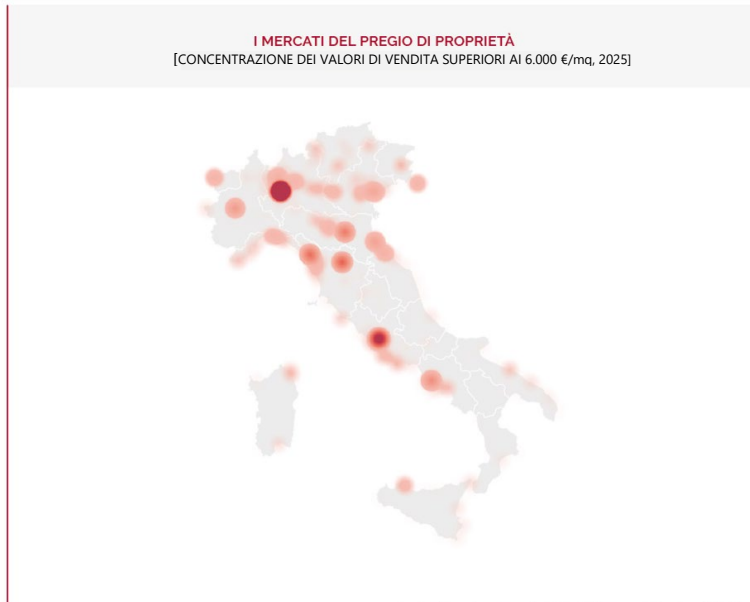 I MERCATI DEL PREGIO DI PROPRIETÀ
[CONCENTRAZIONE DEI VALORI DI VENDITA SUPERIORI AI 6.000 €/mq, 2025]